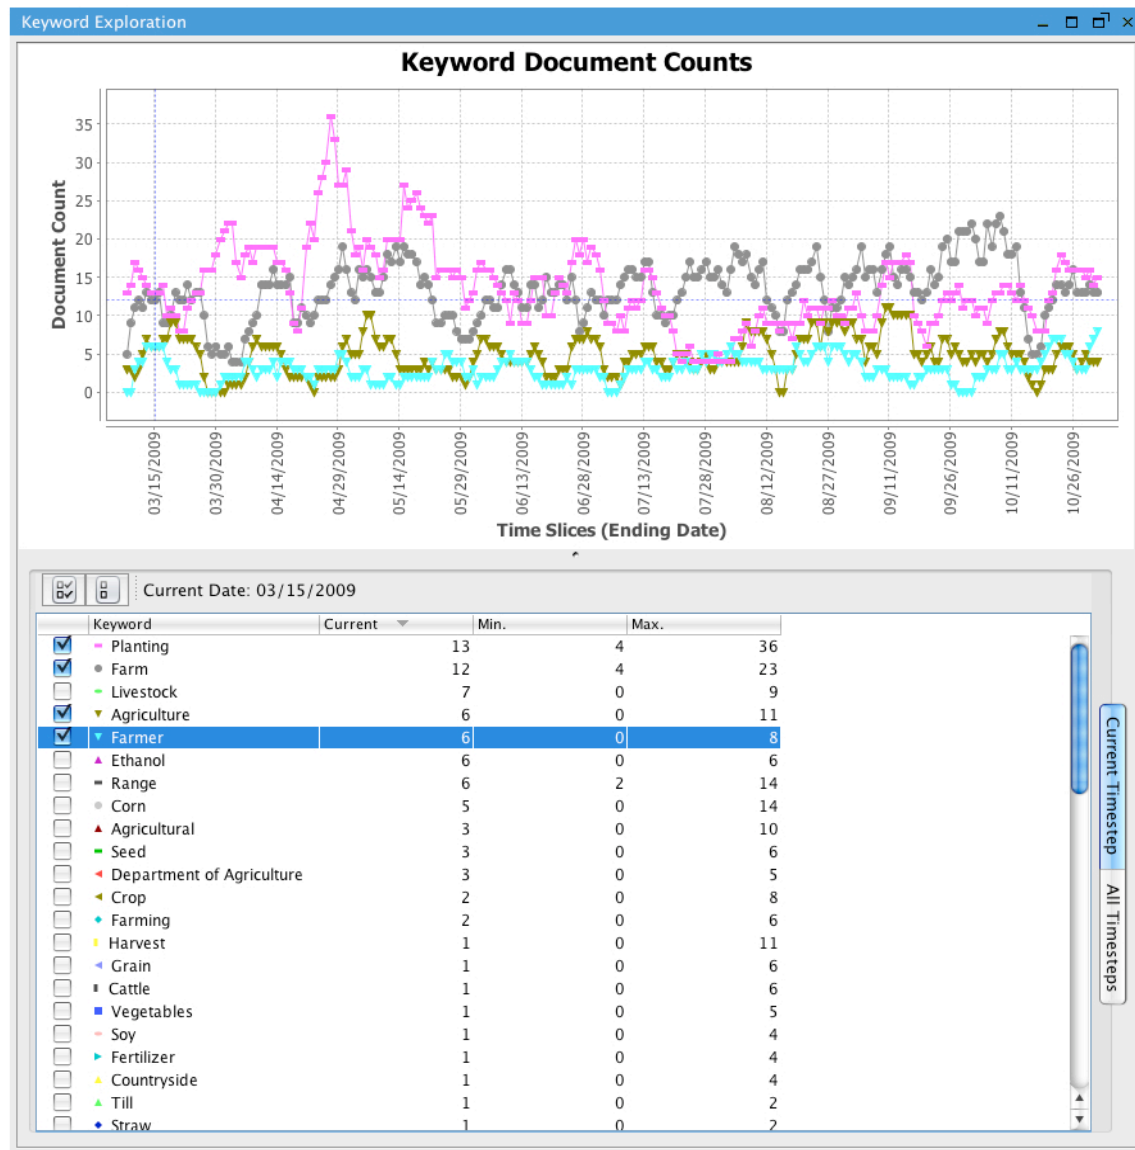 Keyword Exploration
Keyword Document Counts
Document Count
35
30
25
20
15
10
5
0
03/15/2009 03/30/2009 04/14/2009 04/29/2009 05/14/2009 05/29/2009 06/13/2009 06/28/2009 07/13/2009 07/28/2009 08/12/2009 08/27/2009 09/11/2009 09/26/2009 10/11/2009 10/26/2009
Time Slices (Ending Date)
Current Date: 03/15/2009
Keyword Current Min. Max.
Planting 13 4 36
Farm 12 4 23
Livestock 7 0 9
Agriculture 6 0 11
Farmer 6 0 8
Ethanol 6 0 6
Range 6 2 14
Corn 5 0 14
Agricultural 3 0 10
Seed 3 0 6
Department of Agriculture 3 0 5
Crop 2 0 8
Farming 2 0 6
Harvest 1 0 11
Grain 1 0 6
Cattle 1 0 6
Vegetables 1 0 5
Soy 1 0 4
Fertilizer 1 0 4
Countryside 1 0 4
Till 1 0 2
Straw 1 0 2
Current Timestep
All Timesteps